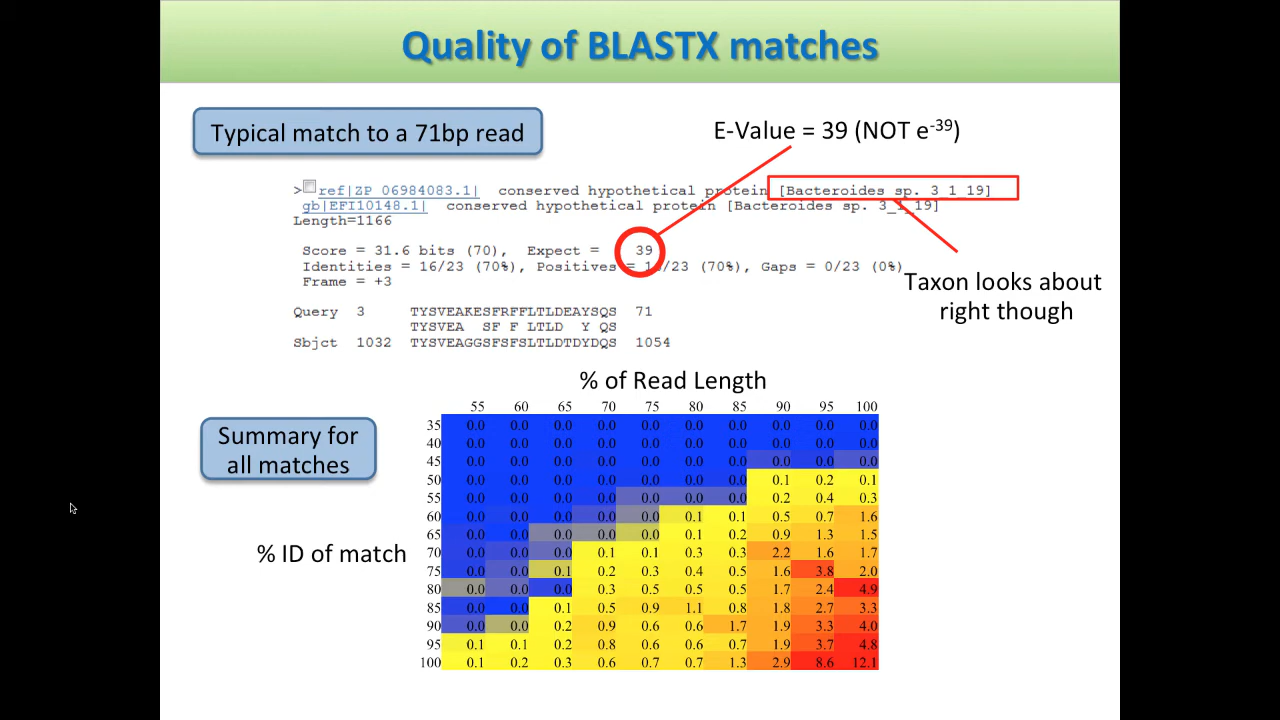 Quality of BLASTX matches
Typical match to a 71bp read
E-Value = 39 (NOT e-39)
>ref|ZP_06984083.1| conserved hypothetical protein [Bacteroides sp. 3_1_19]
gb|EFI10148.1| conserved hypothetical protein [Bacteroides sp. 3_1_19]
Length=1166
Score = 31.6 bits (70), Expect = 39
Identities = 16/23 (70%), Positives = 16/23 (70%), Gaps = 0/23 (0%)
Frame = +3
Taxon looks about
right though
Query 3 TYSVEAKESFRFFLTLDEAYSQS 71
TYSVEA SF F LTLD Y QS
Sbjct 1032 TYSVEAGGSFSFSLTLDTDYDQS 1054
% of Read Length
Summary for
all matches
% ID of match
55 60 65 70 75 80 85 90 95 100
35 0.0 0.0 0.0 0.0 0.0 0.0 0.0 0.0 0.0 0.0
40 0.0 0.0 0.0 0.0 0.0 0.0 0.0 0.0 0.0 0.0
45 0.0 0.0 0.0 0.0 0.0 0.0 0.0 0.0 0.0 0.0
50 0.0 0.0 0.0 0.0 0.0 0.0 0.0 0.1 0.2 0.1
55 0.0 0.0 0.0 0.0 0.0 0.0 0.0 0.2 0.4 0.3
60 0.0 0.0 0.0 0.0 0.0 0.1 0.1 0.5 0.7 1.6
65 0.0 0.0 0.0 0.0 0.0 0.1 0.2 0.9 1.3 1.5
70 0.0 0.0 0.0 0.1 0.1 0.3 0.3 2.2 1.6 1.7
75 0.0 0.0 0.1 0.2 0.3 0.4 0.5 1.6 3.8 2.0
80 0.0 0.0 0.0 0.3 0.5 0.5 0.5 1.7 2.4 4.9
85 0.0 0.0 0.1 0.5 0.9 1.1 0.8 1.8 2.7 3.3
90 0.0 0.0 0.2 0.9 0.6 0.6 1.7 1.9 3.3 4.0
95 0.1 0.1 0.2 0.8 0.6 0.6 0.7 1.9 3.7 4.8
100 0.1 0.2 0.3 0.6 0.7 0.7 1.3 2.9 8.6 12.1